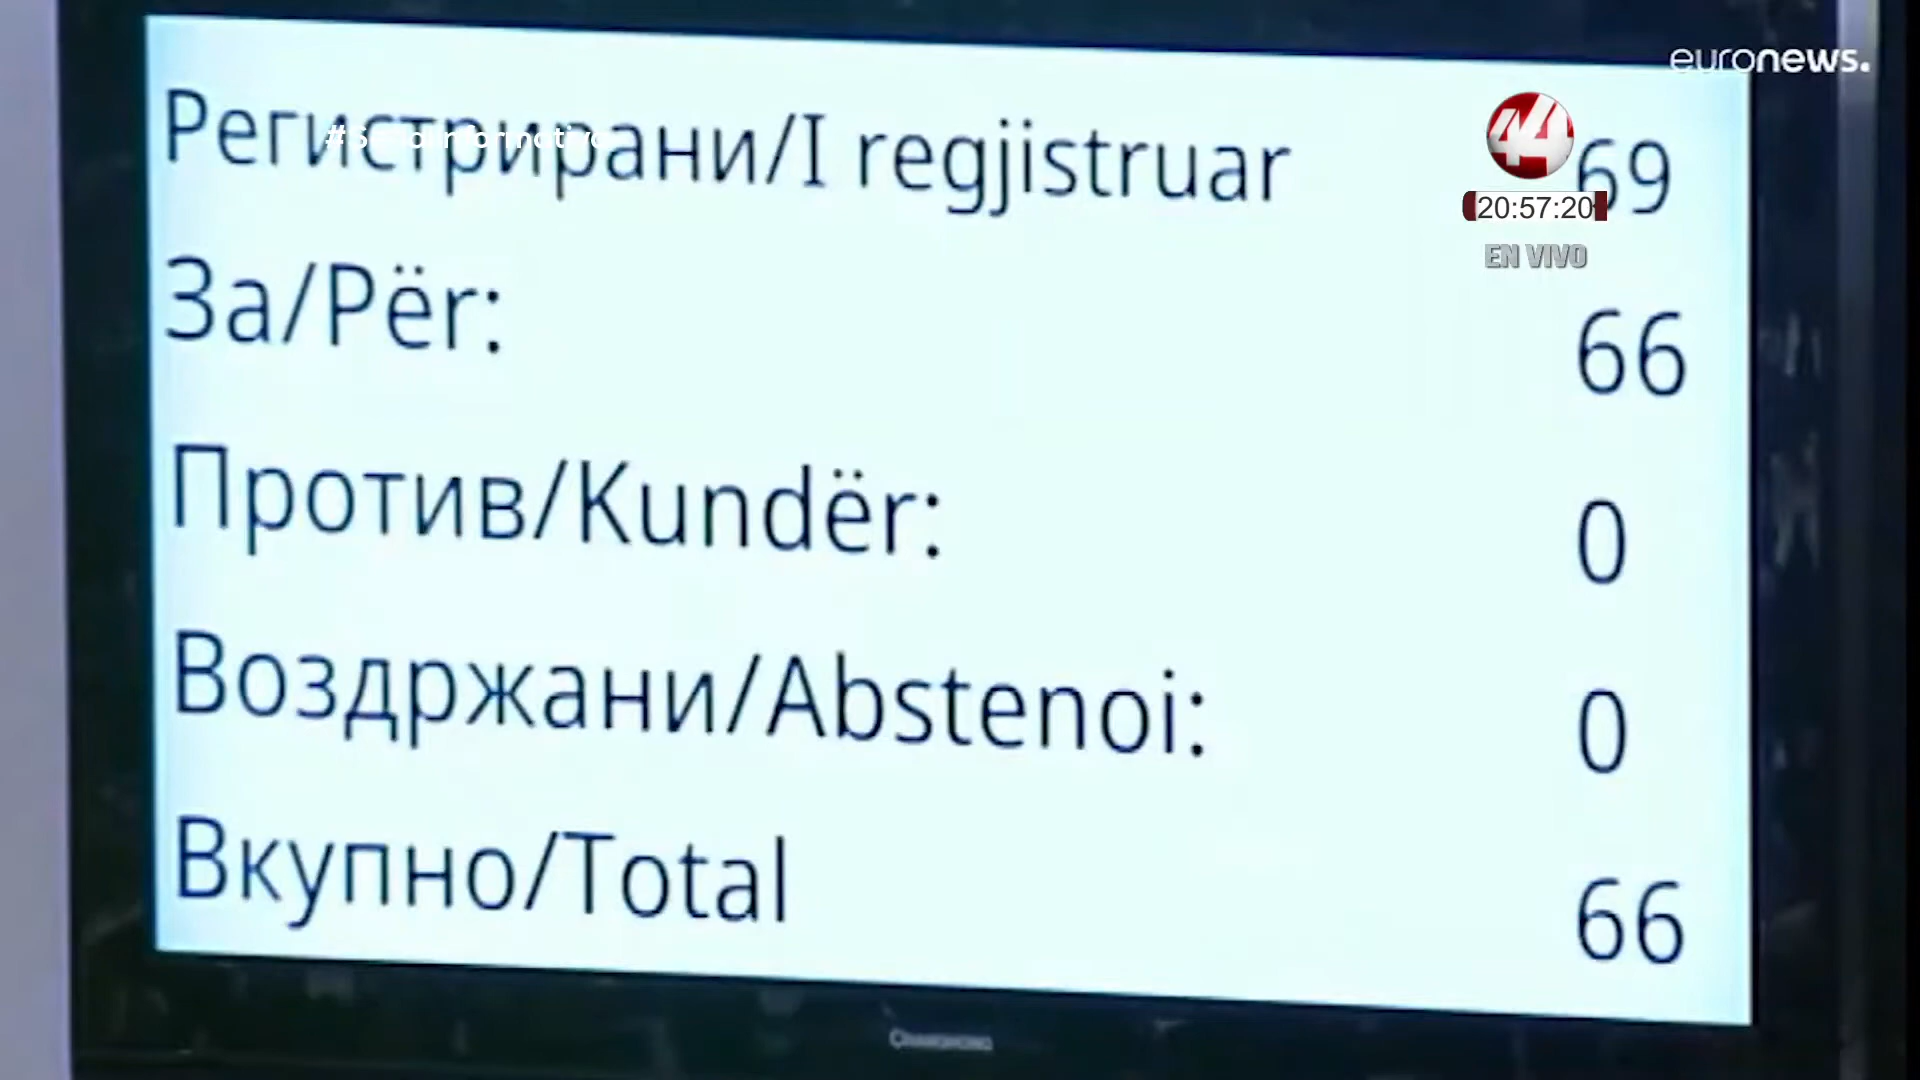 euronews.
Регистрирани/I regjistruar 69
44
20:57:20
EN VIVO
За/Për: 66
Против/Kundër: 0
Воздржани/Abstenoi: 0
Вкупно/Total 66